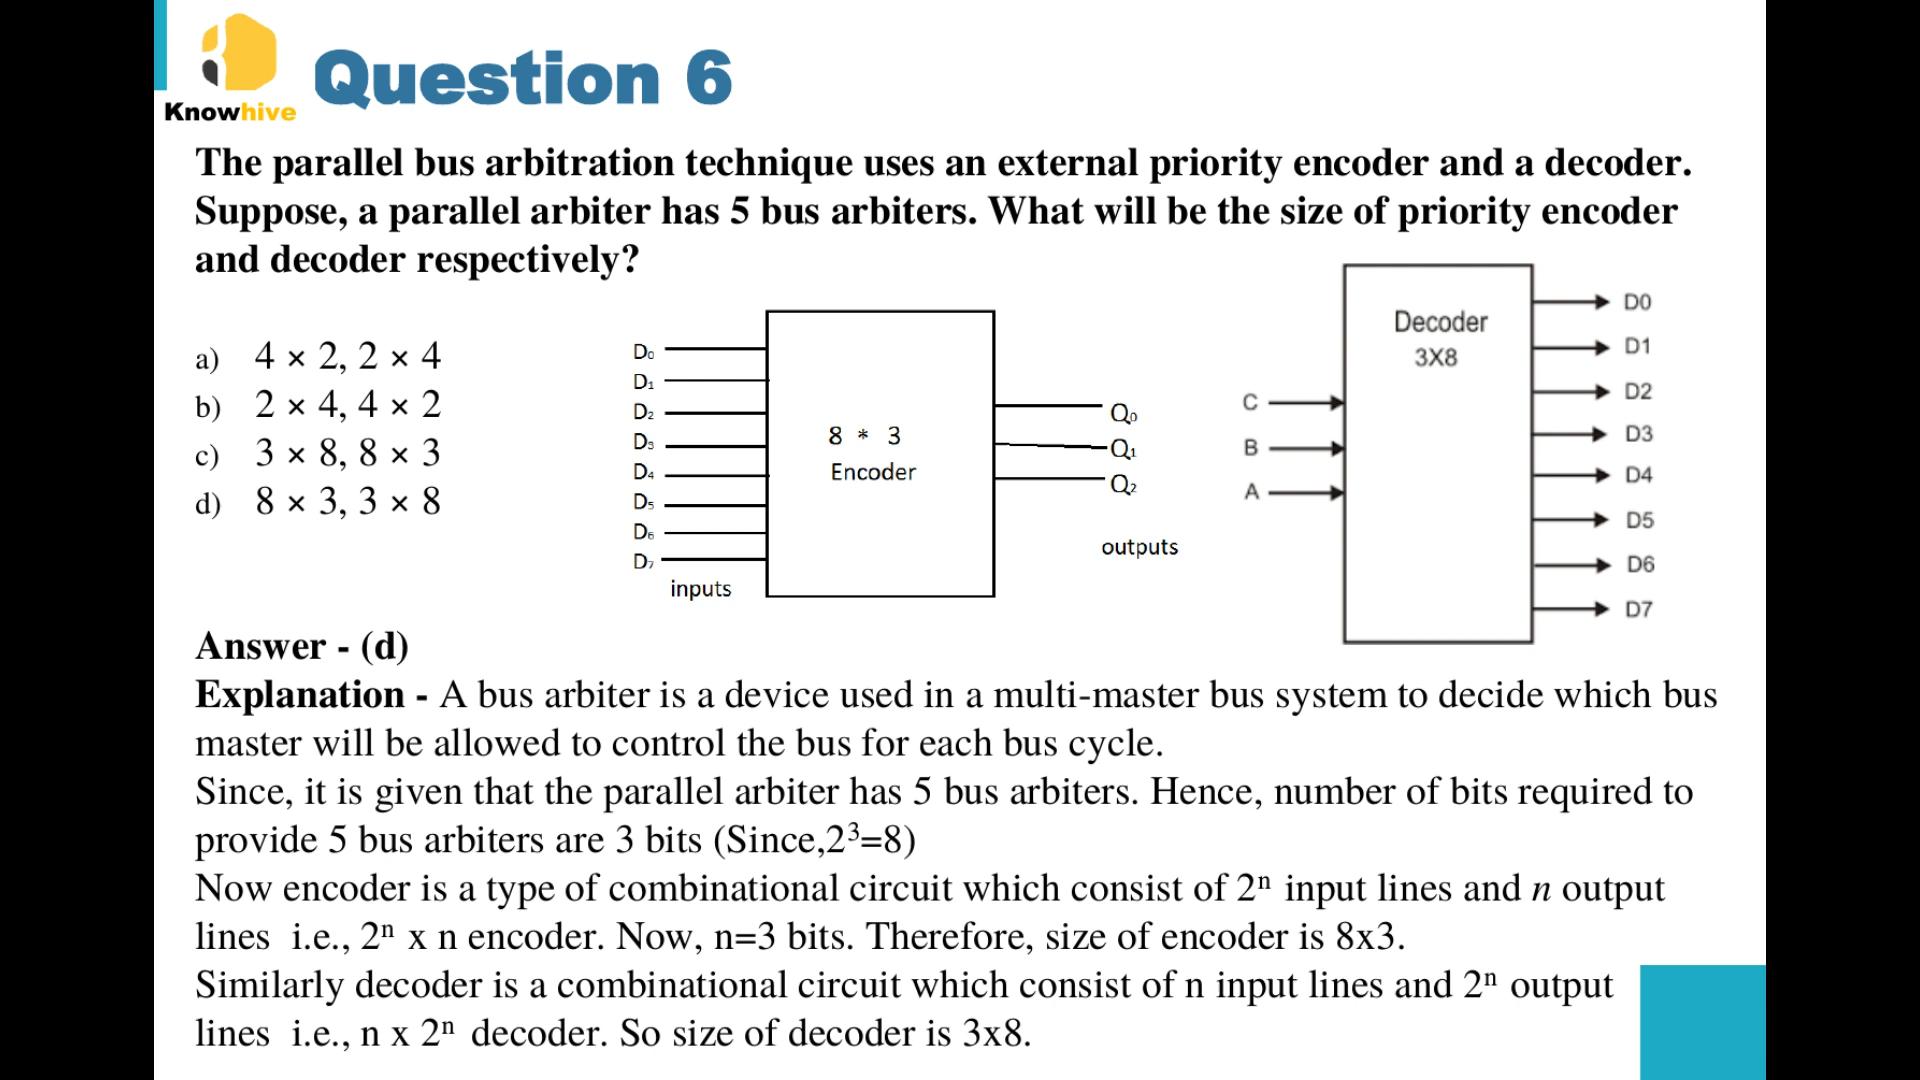 Knowhive
Question 6
The parallel bus arbitration technique uses an external priority encoder and a decoder.
Suppose, a parallel arbiter has 5 bus arbiters. What will be the size of priority encoder
and decoder respectively?
a) 4 × 2, 2 × 4
b) 2 × 4, 4 × 2
c) 3 × 8, 8 × 3
d) 8 × 3, 3 × 8
D₀
D₁
D₂
D₃
D₄
D₅
D₆
D₇
inputs
8 * 3
Encoder
Q₀
Q₁
Q₂
outputs
C
B
A
Decoder
3X8
D0
D1
D2
D3
D4
D5
D6
D7
Answer - (d)
Explanation - A bus arbiter is a device used in a multi-master bus system to decide which bus
master will be allowed to control the bus for each bus cycle.
Since, it is given that the parallel arbiter has 5 bus arbiters. Hence, number of bits required to
provide 5 bus arbiters are 3 bits (Since,2³=8)
Now encoder is a type of combinational circuit which consist of 2ⁿ input lines and n output
lines i.e., 2ⁿ x n encoder. Now, n=3 bits. Therefore, size of encoder is 8x3.
Similarly decoder is a combinational circuit which consist of n input lines and 2ⁿ output
lines i.e., n x 2ⁿ decoder. So size of decoder is 3x8.